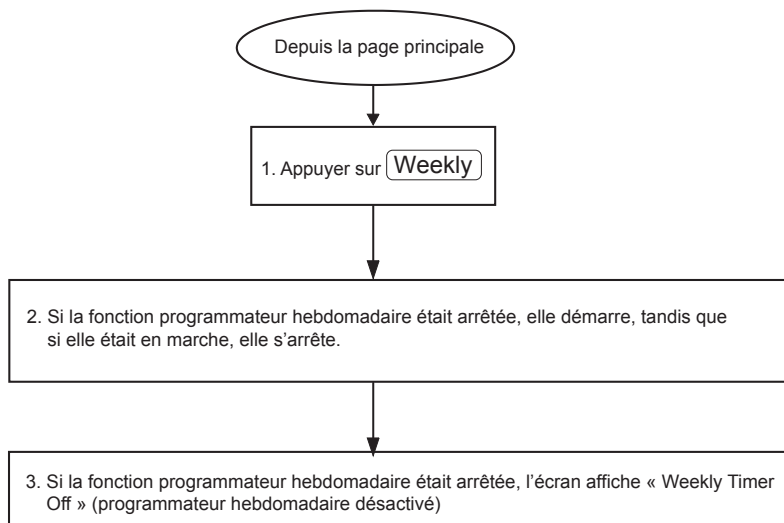 Depuis la page principale
1. Appuyer sur Weekly
2. Si la fonction programmateur hebdomadaire était arrêtée, elle démarre, tandis que
si elle était en marche, elle s’arrête.
3. Si la fonction programmateur hebdomadaire était arrêtée, l’écran affiche « Weekly Timer
Off » (programmateur hebdomadaire désactivé)